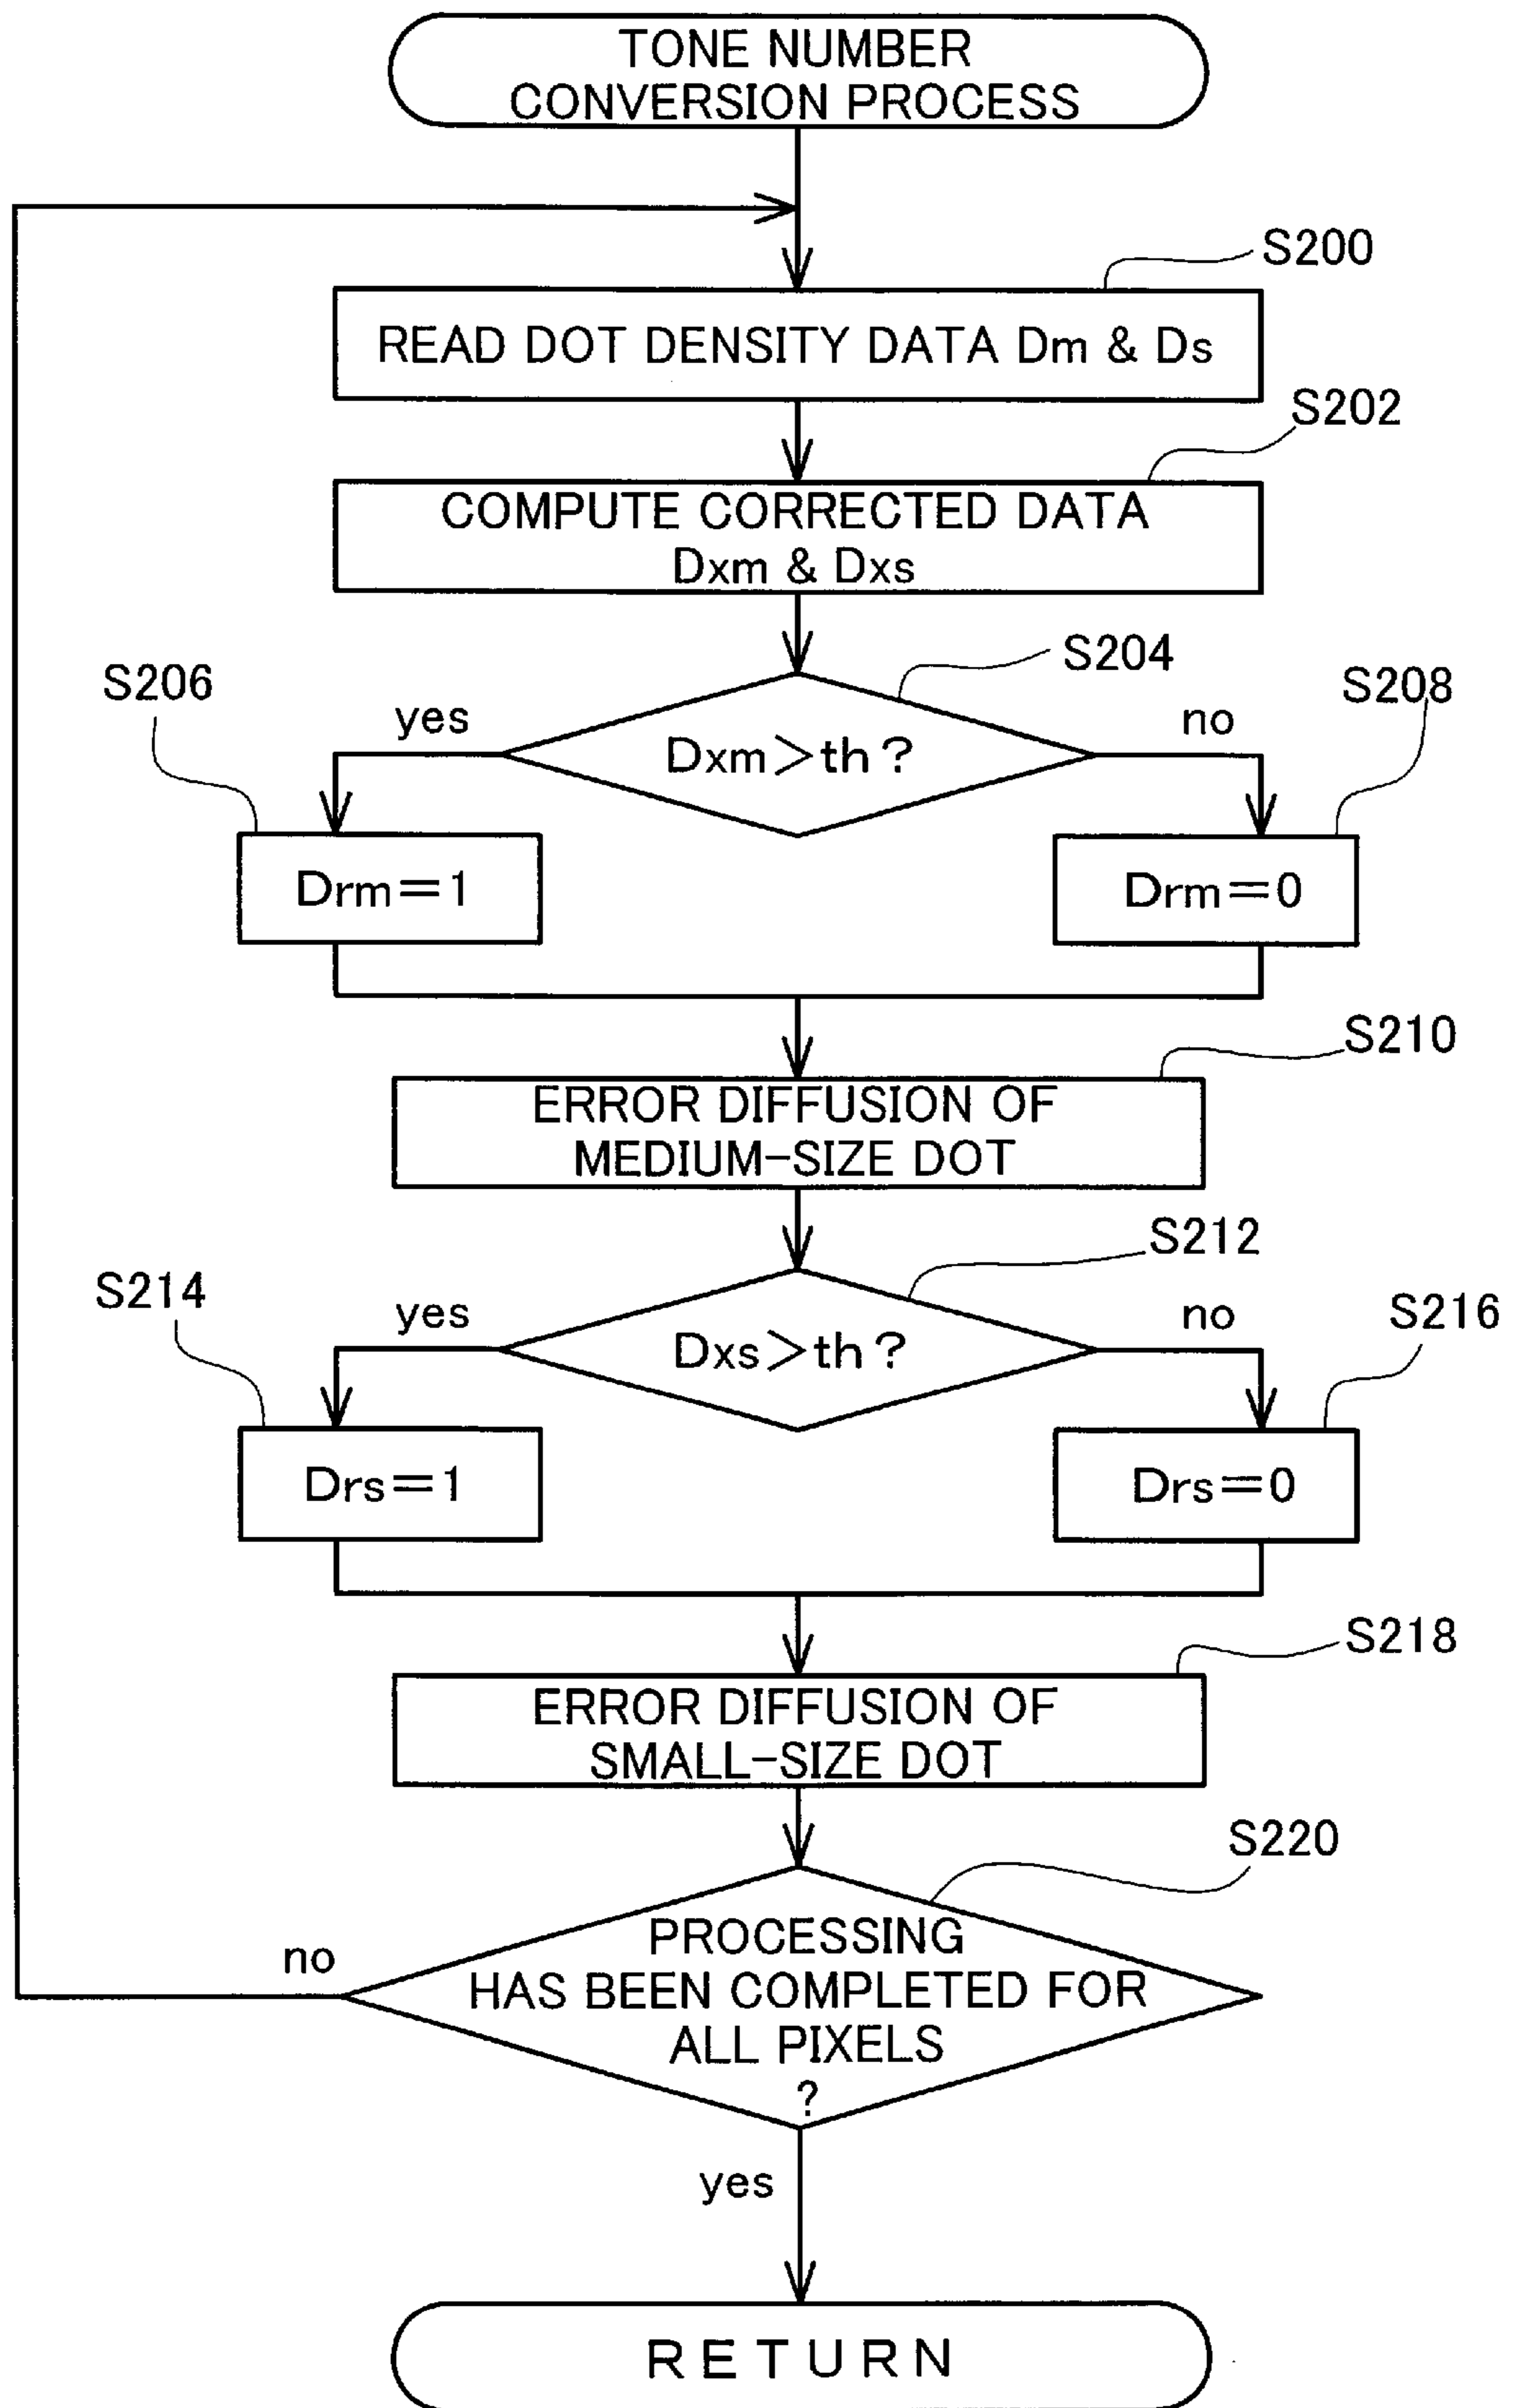 TONE NUMBER
CONVERSION PROCESS
S200
READ DOT DENSITY DATA Dm & Ds
S202
COMPUTE CORRECTED DATA
Dxm & Dxs
S204
S206
S208
yes
no
Dxm>th?
Drm=1
Drm=0
S210
ERROR DIFFUSION OF
MEDIUM-SIZE DOT
S212
S214
S216
yes
no
Dxs>th?
Drs=1
Drs=0
S218
ERROR DIFFUSION OF
SMALL-SIZE DOT
S220
no
PROCESSING
HAS BEEN COMPLETED FOR
ALL PIXELS
?
yes
RETURN